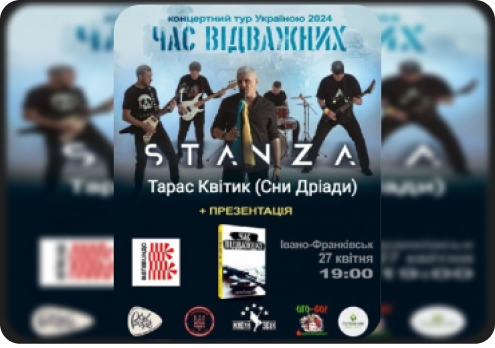 концертний тур Україною 2024
ЧАС ВІДВАЖНИХ
STANZA
Тарас Квітик (Сни Дріади)
+ ПРЕЗЕНТАЦІЯ
ЧАС
ВІДВАЖНИХ
Івано-Франківськ
27 квітня
19:00